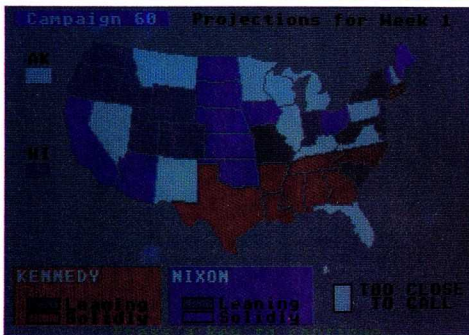 Campaign 60 Projections for Week 1
AK
HI
KENNEDY NIXON
Leaning Leaning
Solidly Solidly
TOO CLOSE
TO CALL